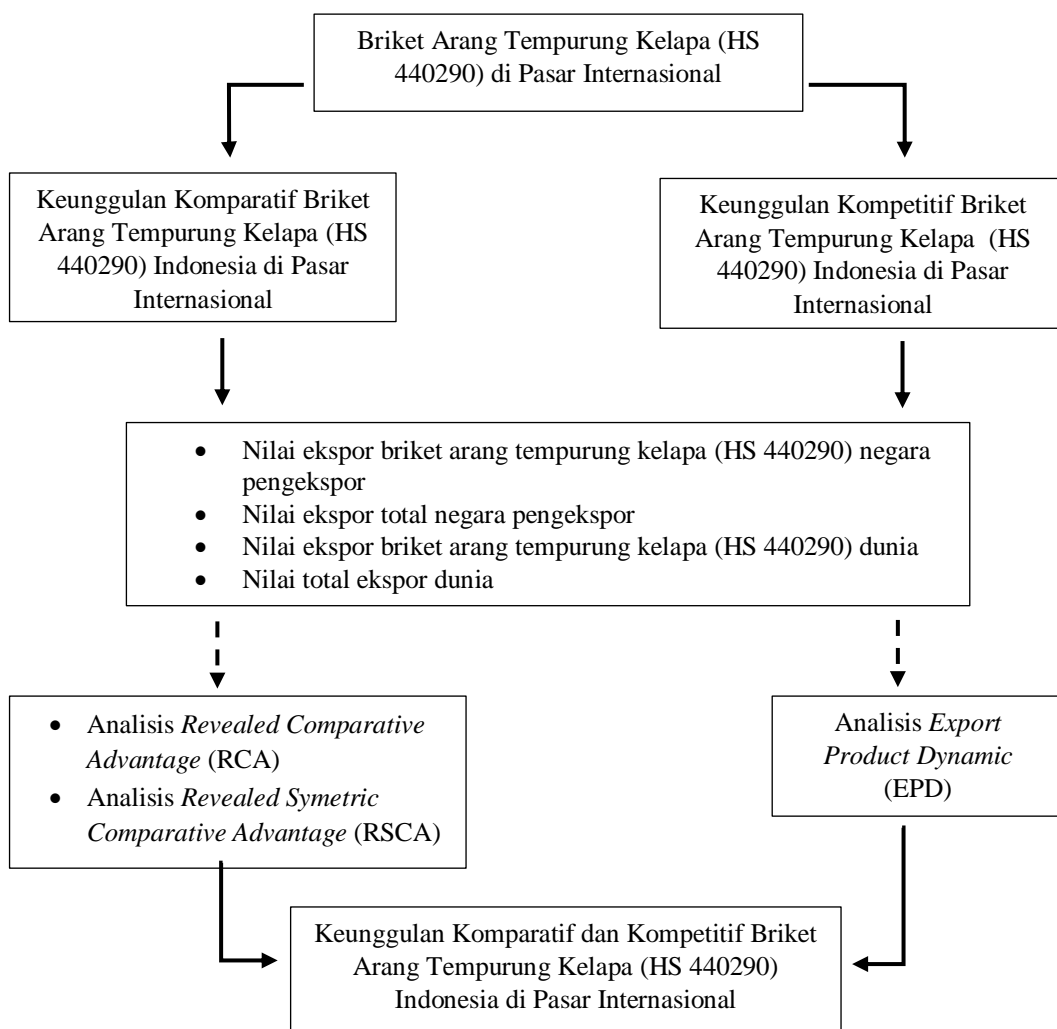 Briket Arang Tempurung Kelapa (HS
440290) di Pasar Internasional
Keunggulan Komparatif Briket
Arang Tempurung Kelapa (HS
440290) Indonesia di Pasar
Internasional
Keunggulan Kompetitif Briket
Arang Tempurung Kelapa  (HS
440290) Indonesia di Pasar
Internasional
• Nilai ekspor briket arang tempurung kelapa (HS 440290) negara
pengekspor
• Nilai ekspor total negara pengekspor
• Nilai ekspor briket arang tempurung kelapa (HS 440290) dunia
• Nilai total ekspor dunia
• Analisis Revealed Comparative
Advantage (RCA)
• Analisis Revealed Symetric
Comparative Advantage (RSCA)
Analisis Export
Product Dynamic
(EPD)
Keunggulan Komparatif dan Kompetitif Briket
Arang Tempurung Kelapa (HS 440290)
Indonesia di Pasar Internasional